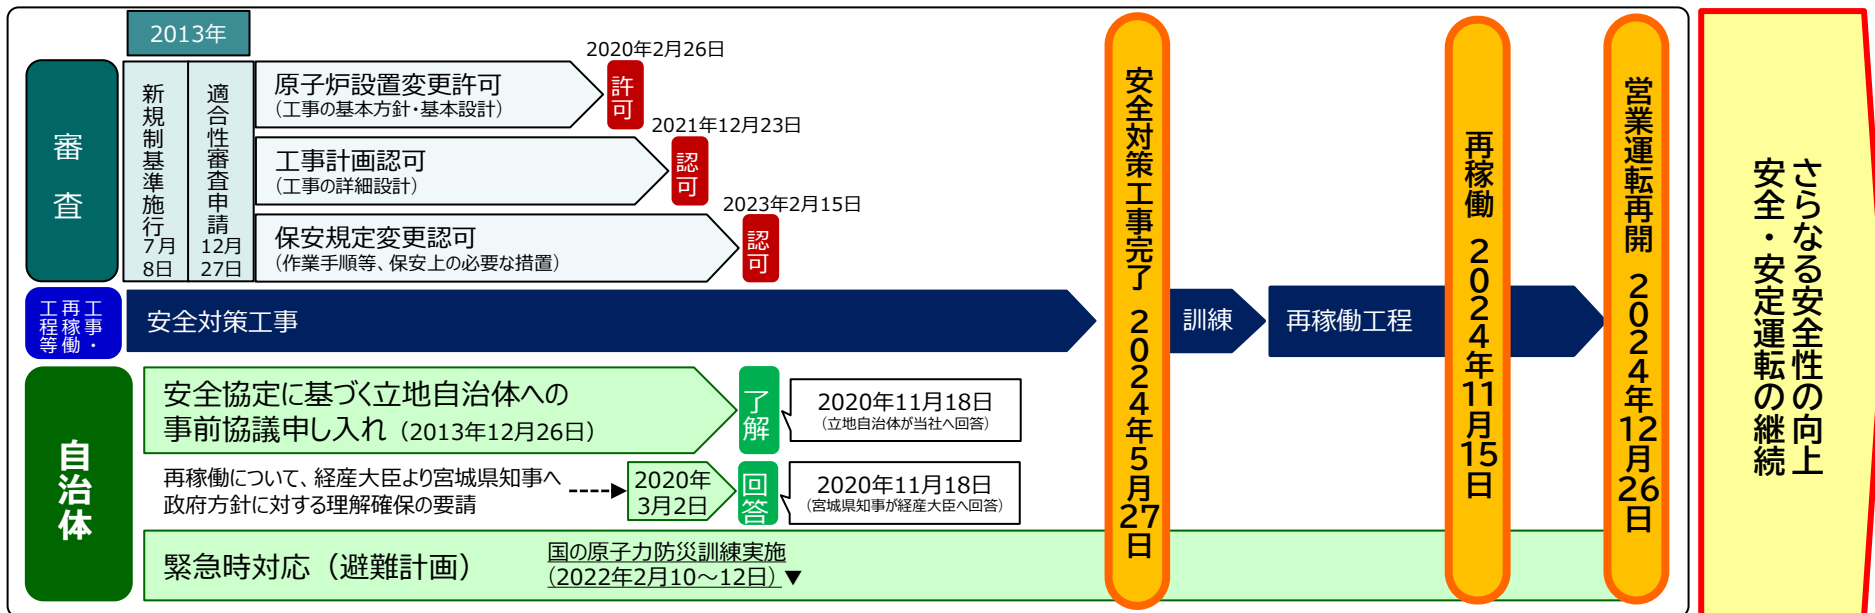 2013年
審査
新規制基準施行
7月
8日
適合性審査申請
12月
27日
原子炉設置変更許可
（工事の基本方針・基本設計）
2020年2月26日
許可
工事計画認可
（工事の詳細設計）
2021年12月23日
認可
保安規定変更認可
（作業手順等、保安上の必要な措置）
2023年2月15日
認可
工事・
再稼働
工程等
安全対策工事
訓練
再稼働工程
自治体
安全協定に基づく立地自治体への
事前協議申し入れ（2013年12月26日）
了解
2020年11月18日
（立地自治体が当社へ回答）
再稼働について、経産大臣より宮城県知事へ
政府方針に対する理解確保の要請
2020年
3月2日
回答
2020年11月18日
（宮城県知事が経産大臣へ回答）
緊急時対応（避難計画）
国の原子力防災訓練実施
（2022年2月10～12日）▼
安全対策工事完了 2024年5月27日
再稼働 2024年11月15日
営業運転再開 2024年12月26日
さらなる安全性の向上
安全・安定運転の継続